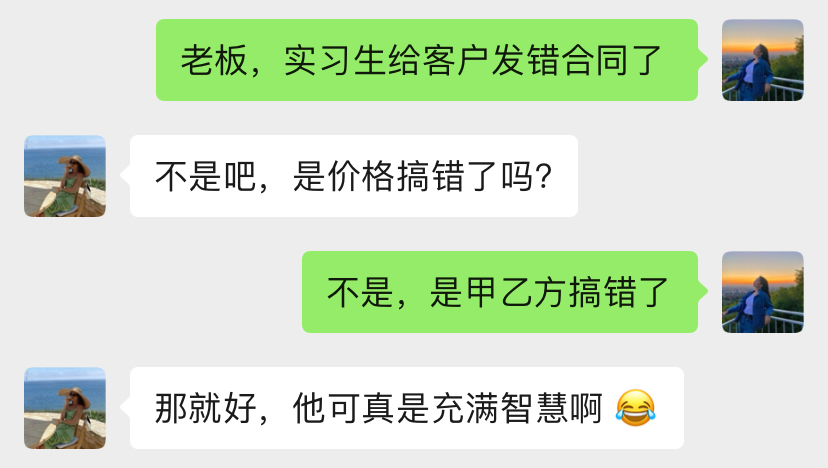 老板，实习生给客户发错合同了
不是吧，是价格搞错了吗？
不是，是甲乙方搞错了
那就好，他可真是充满智慧啊 😂